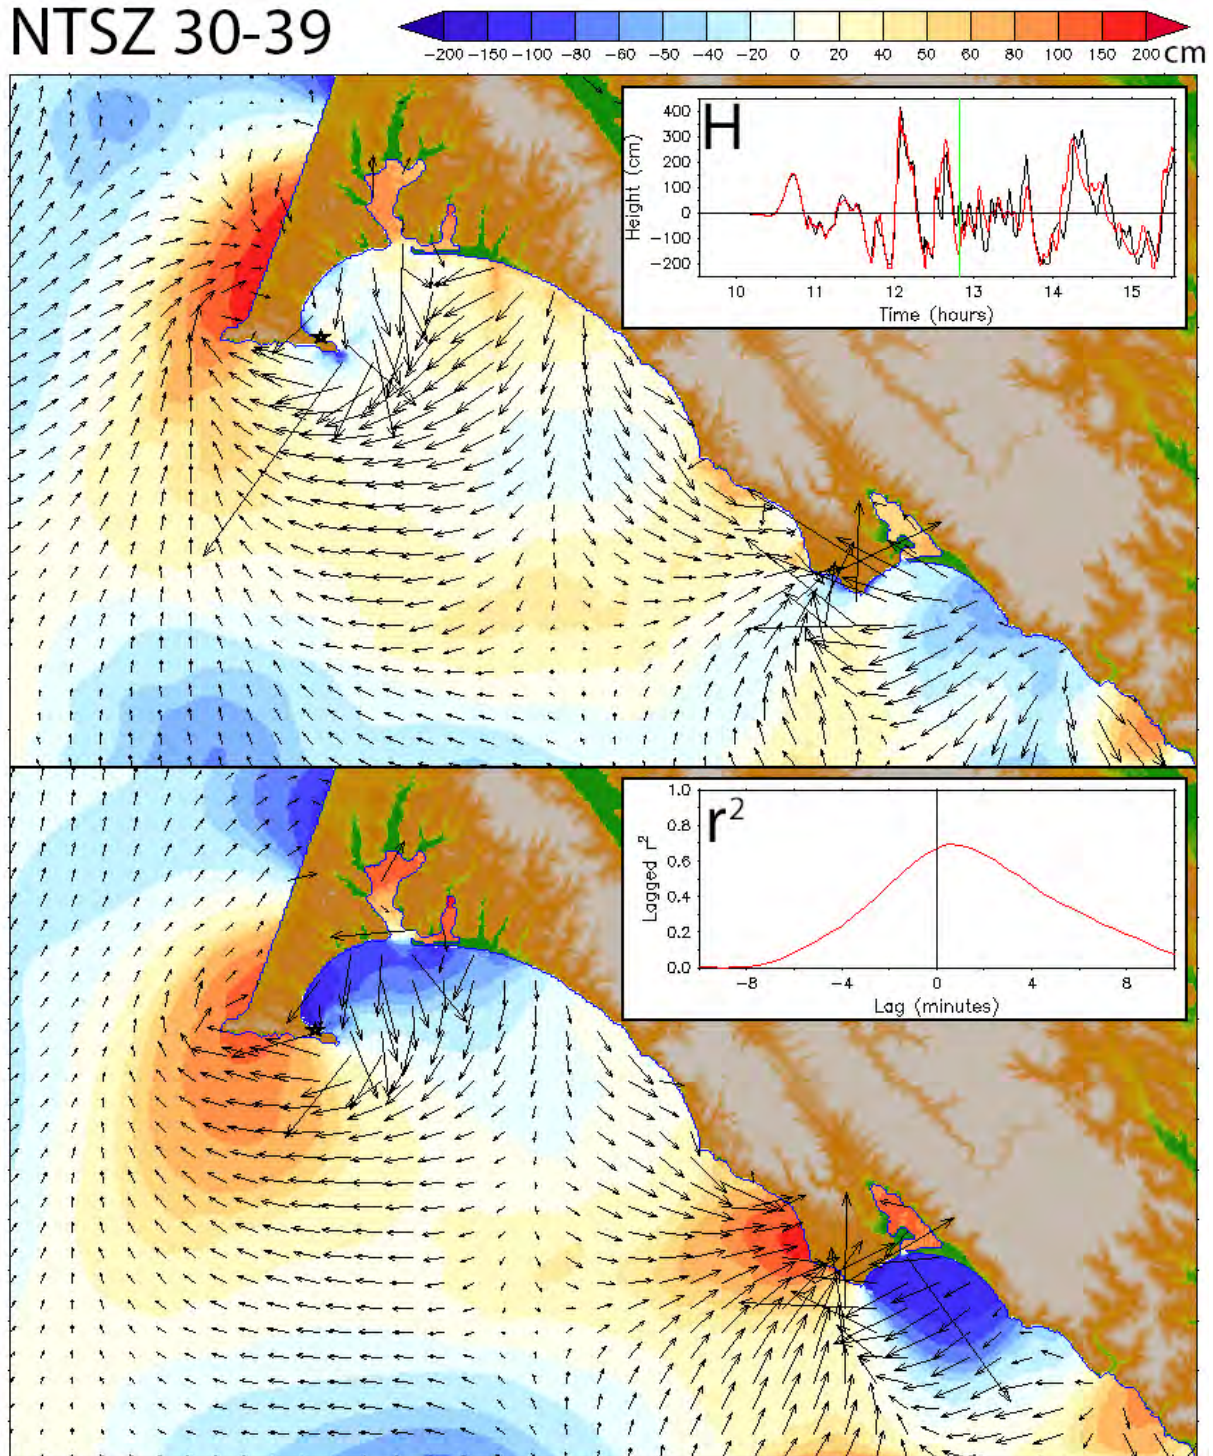 NTSZ 30-39
-200 -150 -100 -80 -60 -50 -40 -20 0 20 40 50 60 80 100 150 200 cm
H
Height (cm)
400
300
200
100
0
-100
-200
10 11 12 13 14 15
Time (hours)
r²
Lagged r²
1.0
0.8
0.6
0.4
0.2
0.0
-8 -4 0 4 8
Lag (minutes)